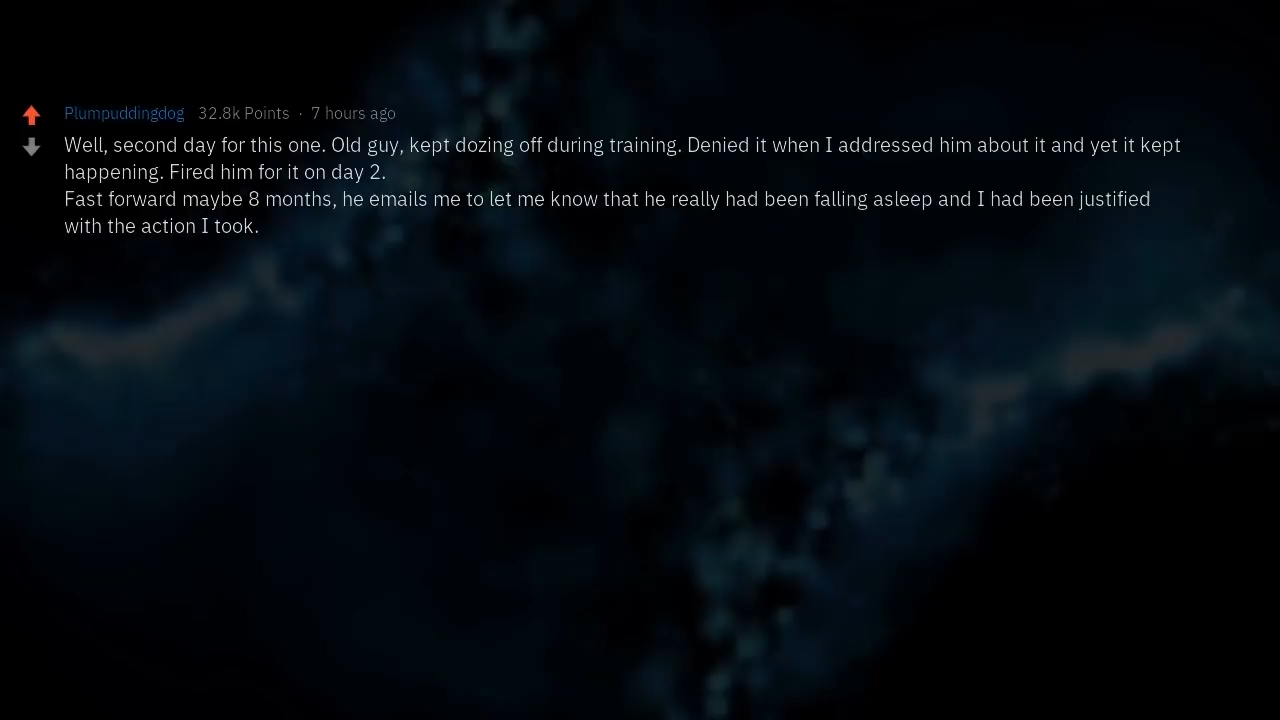 Plumpuddingdog 32.8k Points · 7 hours ago
Well, second day for this one. Old guy, kept dozing off during training. Denied it when I addressed him about it and yet it kept
happening. Fired him for it on day 2.
Fast forward maybe 8 months, he emails me to let me know that he really had been falling asleep and I had been justified
with the action I took.